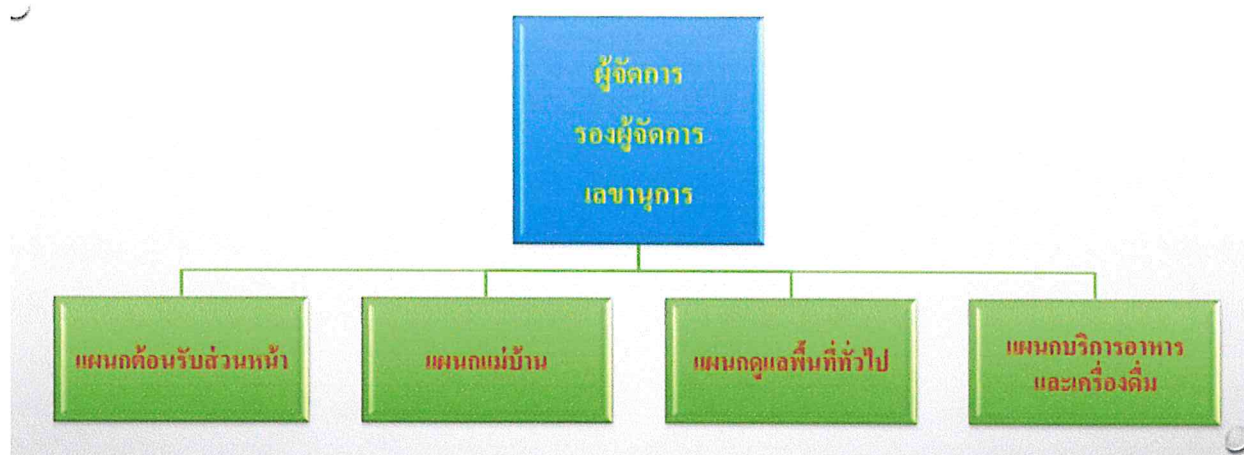 ผู้จัดการ
รองผู้จัดการ
เลขานุการ
แผนกต้อนรับส่วนหน้า
แผนกแม่บ้าน
แผนกดูแลพื้นที่ทั่วไป
แผนกบริการอาหาร
และเครื่องดื่ม